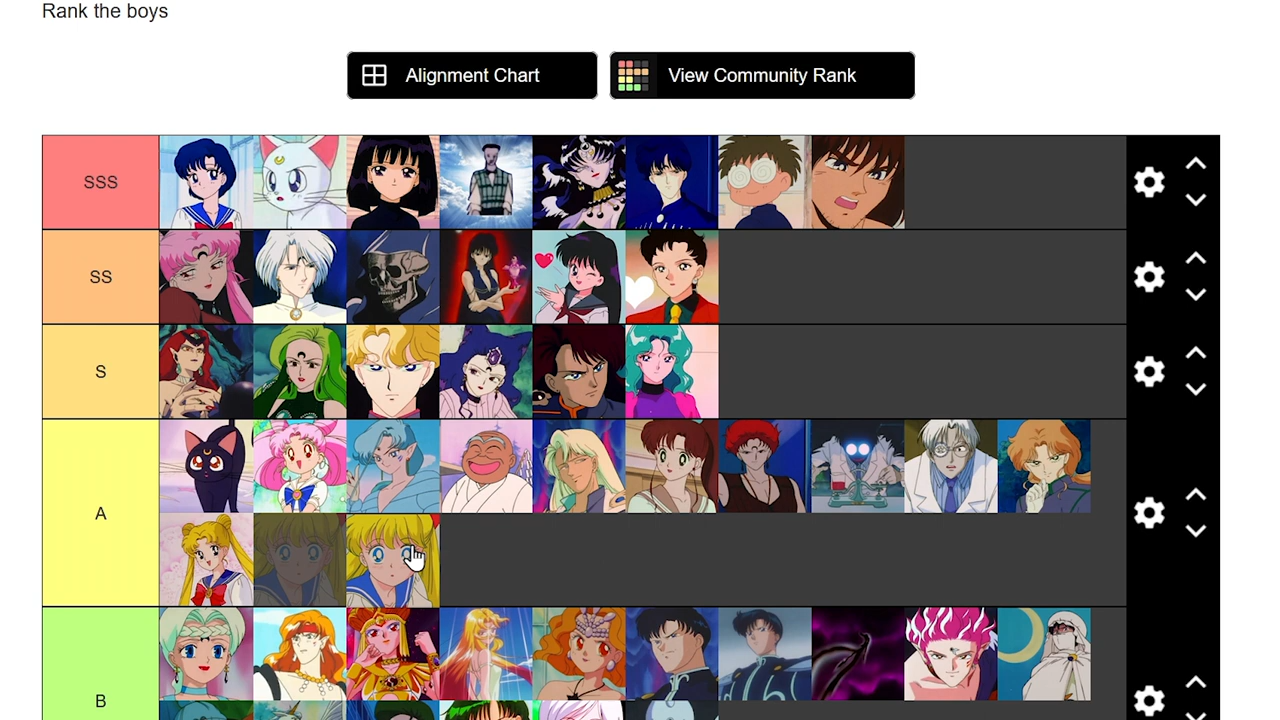 Rank the boys
Alignment Chart
View Community Rank
SSS
SS
S
A
B